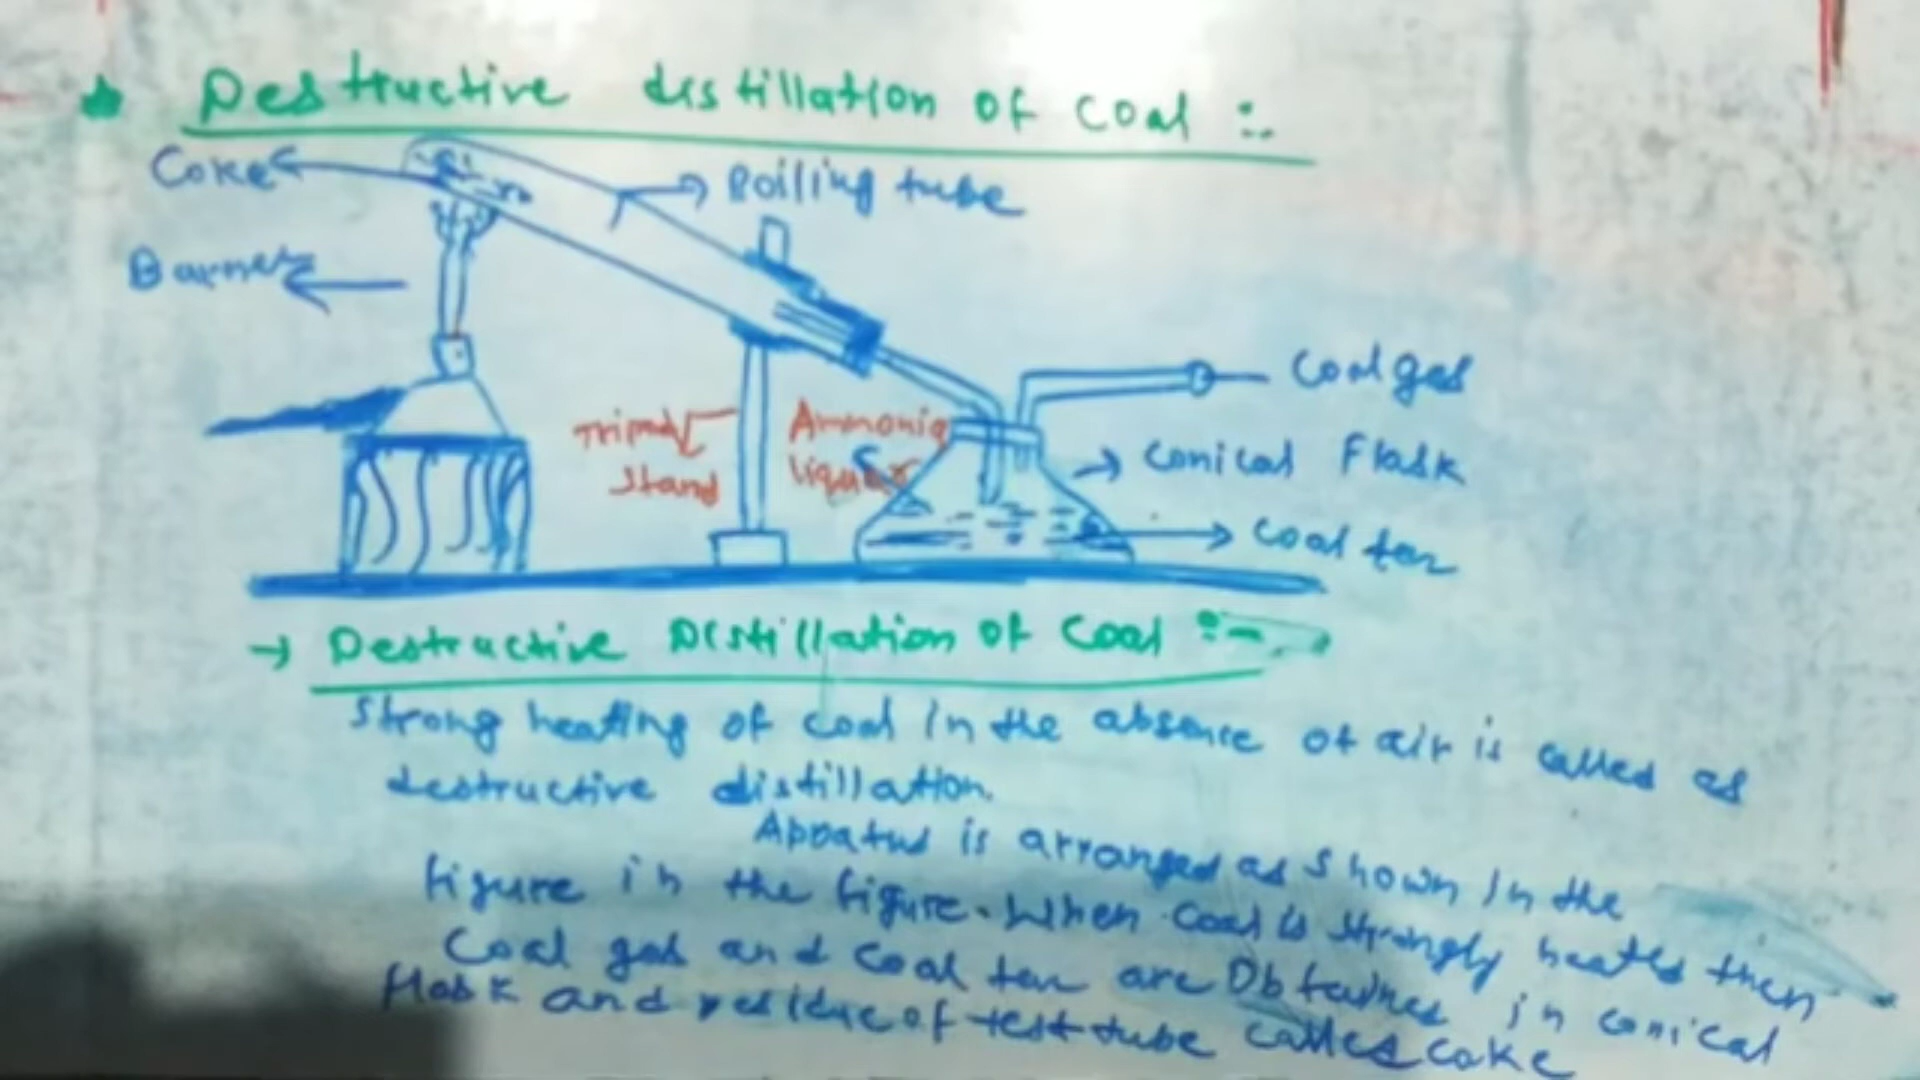 Destructive distillation of coal :-
Coke
Boiling tube
Barner
Coal gas
Tripod
Stand
Ammonia
liquor
Conical Flask
Coal tar
→ Destructive Distillation of Coal :-
Strong heating of coal in the absence of air is called as
destructive distillation.
Appatus is arranged as shown in the
figure in the figure. When coal is strongly heated then
Coal gas and coal tar are Obtained in conical
flask and residue of test tube called coke